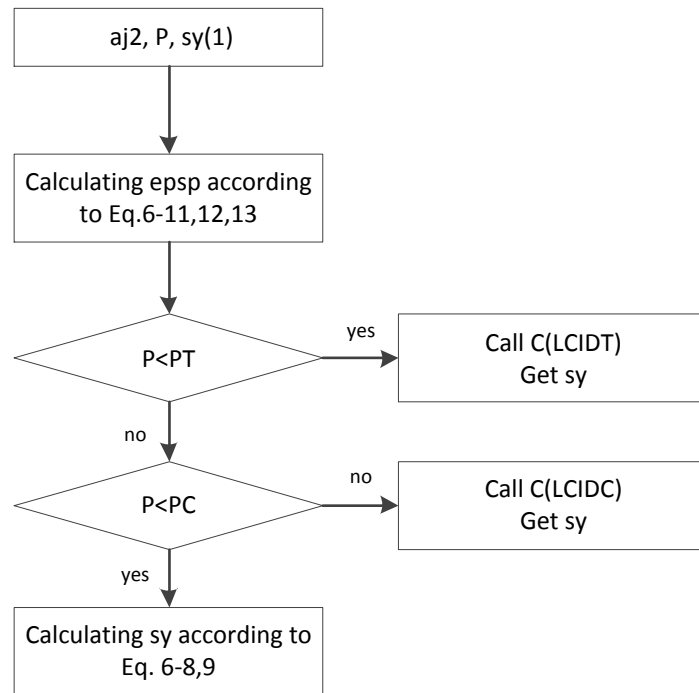 aj2, P, sy(1)
Calculating epsp according
to Eq.6-11,12,13
P<PT
yes
Call C(LCIDT)
Get sy
no
P<PC
no
Call C(LCIDC)
Get sy
yes
Calculating sy according to
Eq. 6-8,9